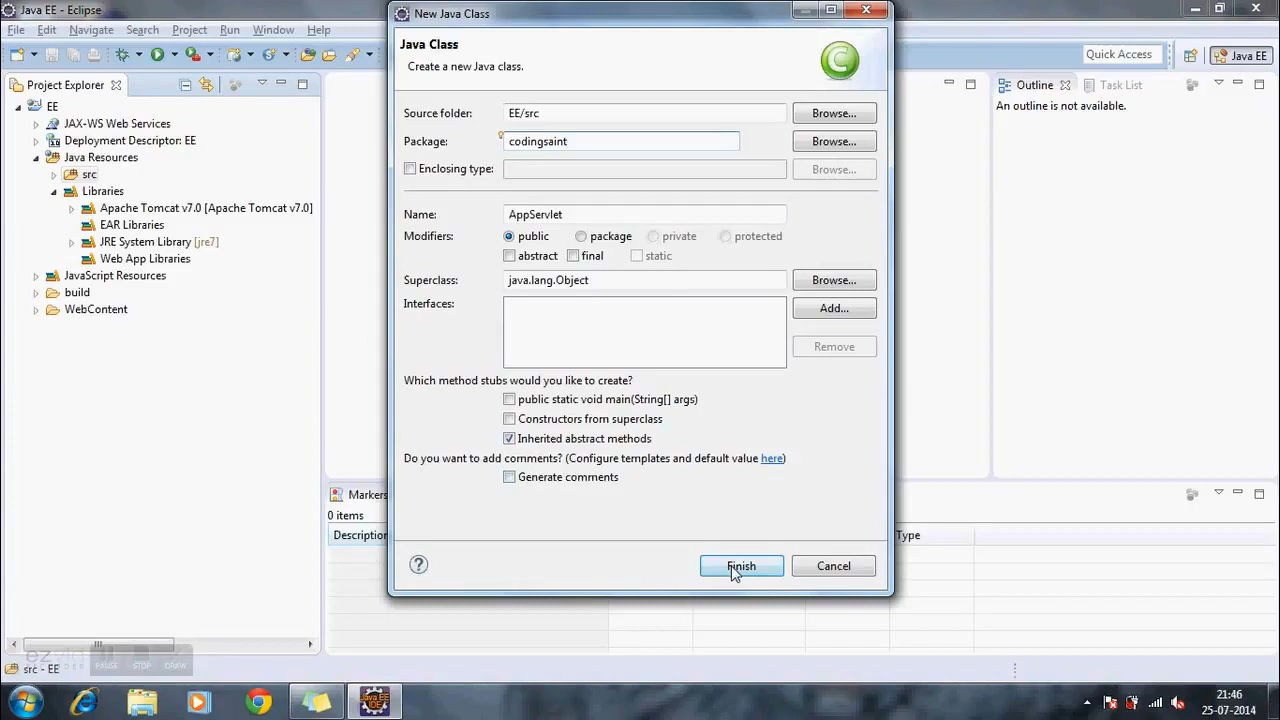 Java EE - Eclipse
File Edit Navigate Search Project Run Window Help
Quick Access
Java EE
Project Explorer
EE
JAX-WS Web Services
Deployment Descriptor: EE
Java Resources
src
Libraries
Apache Tomcat v7.0 [Apache Tomcat v7.0]
EAR Libraries
JRE System Library [jre7]
Web App Libraries
JavaScript Resources
build
WebContent
New Java Class
Java Class
Create a new Java class.
C
Source folder: EE/src Browse...
Package: codingsaint Browse...
Enclosing type: Browse...
Name: AppServlet
Modifiers: public package private protected
abstract final static
Superclass: java.lang.Object Browse...
Interfaces: Add...
Remove
Which method stubs would you like to create?
public static void main(String[] args)
Constructors from superclass
Inherited abstract methods
Do you want to add comments? (Configure templates and default value here)
Generate comments
? Finish Cancel
Outline Task List
An outline is not available.
Markers
0 items
Description Type
ezvid
PAUSE STOP DRAW
src - EE
Java EE
IDE
21:46
25-07-2014